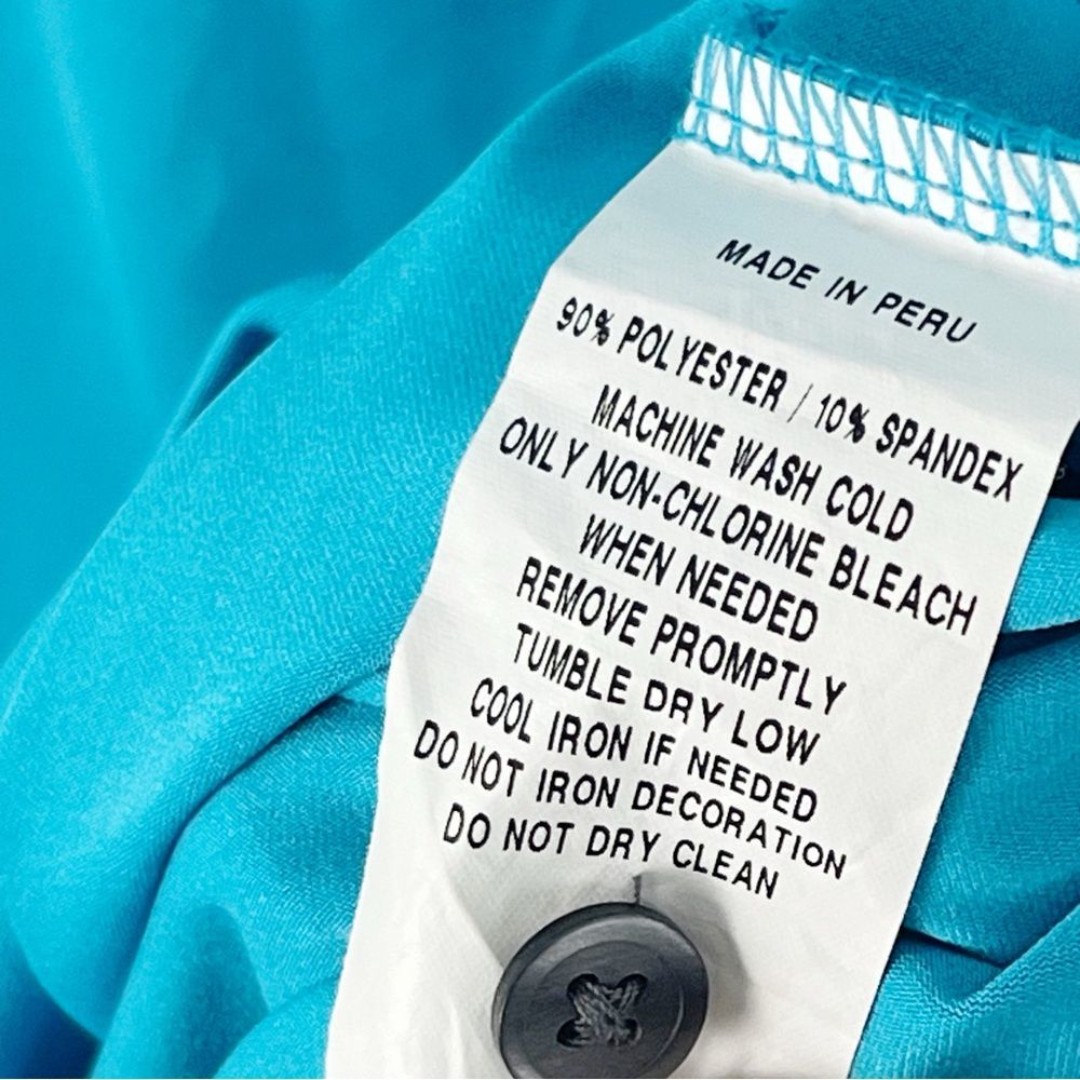 MADE IN PERU
90% POLYESTER / 10% SPANDEX
MACHINE WASH COLD
ONLY NON-CHLORINE BLEACH
WHEN NEEDED
REMOVE PROMPTLY
TUMBLE DRY LOW
COOL IRON IF NEEDED
DO NOT IRON DECORATION
DO NOT DRY CLEAN